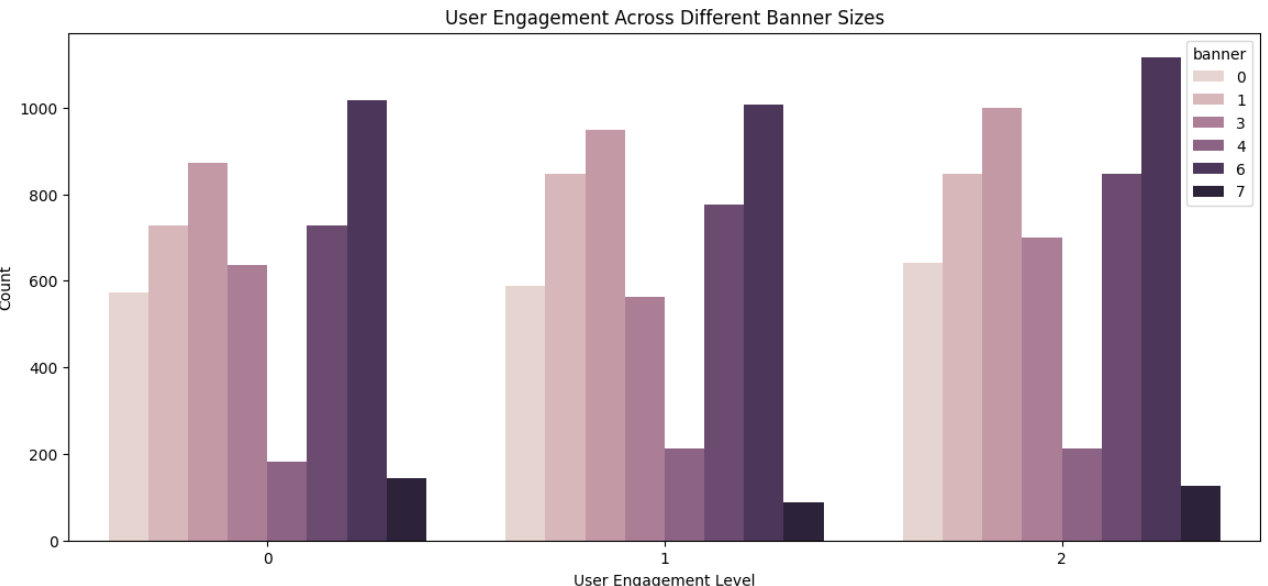 User Engagement Across Different Banner Sizes
banner
0
1
3
4
6
7
1000
800
600
400
200
0
Count
0 1 2
User Engagement Level